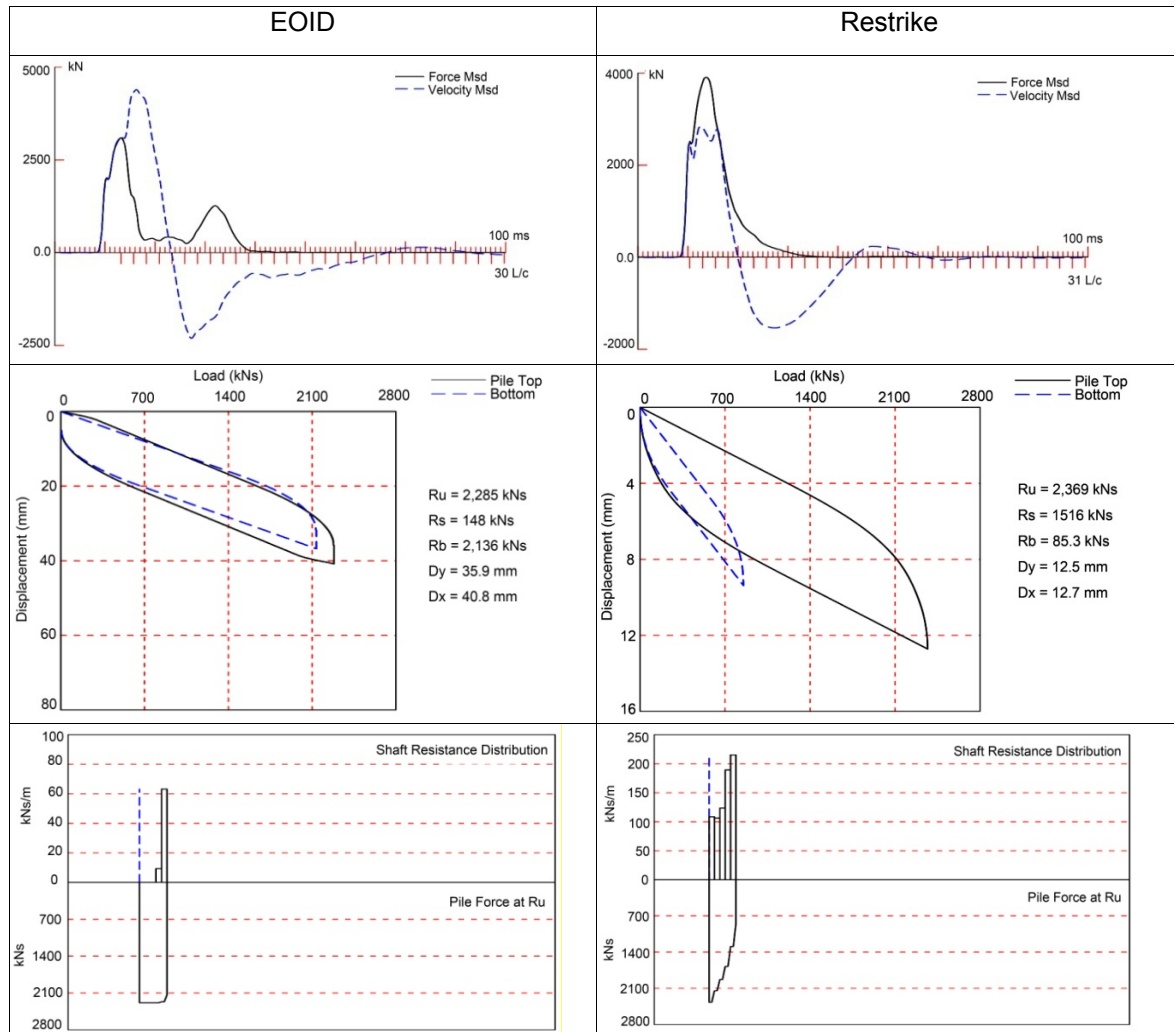 EOID
Restrike
5000 kN
Force Msd
Velocity Msd
2500
0.0
100 ms
30 L/c
-2500
4000 kN
Force Msd
Velocity Msd
2000
0.0
100 ms
31 L/c
-2000
Load (kNs)
0 700 1400 2100 2800
Pile Top
Bottom
0
20
40
60
80
Displacement (mm)
Ru = 2,285 kNs
Rs = 148 kNs
Rb = 2,136 kNs
Dy = 35.9 mm
Dx = 40.8 mm
Load (kNs)
0 700 1400 2100 2800
Pile Top
Bottom
0
4
8
12
16
Displacement (mm)
Ru = 2,369 kNs
Rs = 1516 kNs
Rb = 85.3 kNs
Dy = 12.5 mm
Dx = 12.7 mm
100
80
60
40
20
0
kNs/m
Shaft Resistance Distribution
Pile Force at Ru
700
1400
2100
2800
kNs
250
200
150
100
50
0
kNs/m
Shaft Resistance Distribution
Pile Force at Ru
700
1400
2100
2800
kNs